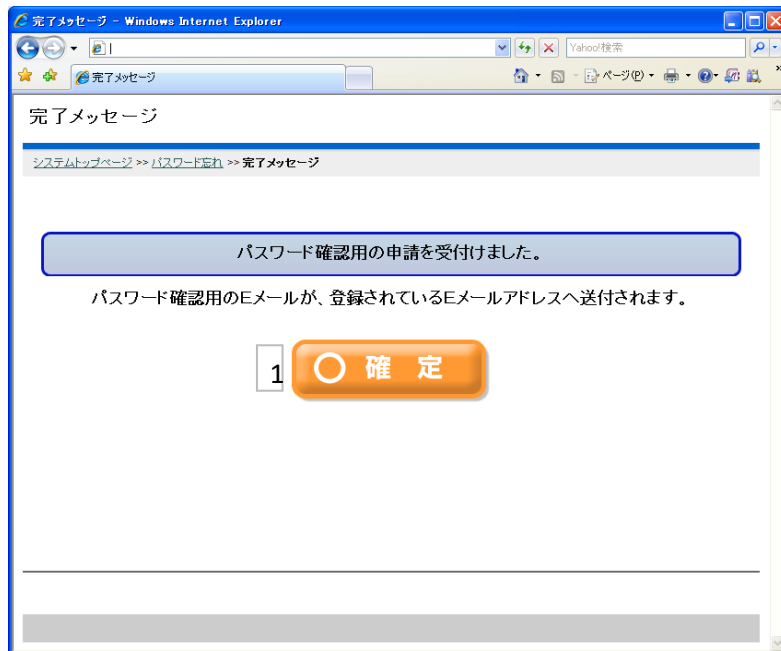 完了メッセージ - Windows Internet Explorer
Yahoo!検索
完了メッセージ
ページ(P)
完了メッセージ
システムトップページ >> パスワード忘れ >> 完了メッセージ
パスワード確認用の申請を受付けました。
パスワード確認用のEメールが、登録されているEメールアドレスへ送付されます。
1
確 定